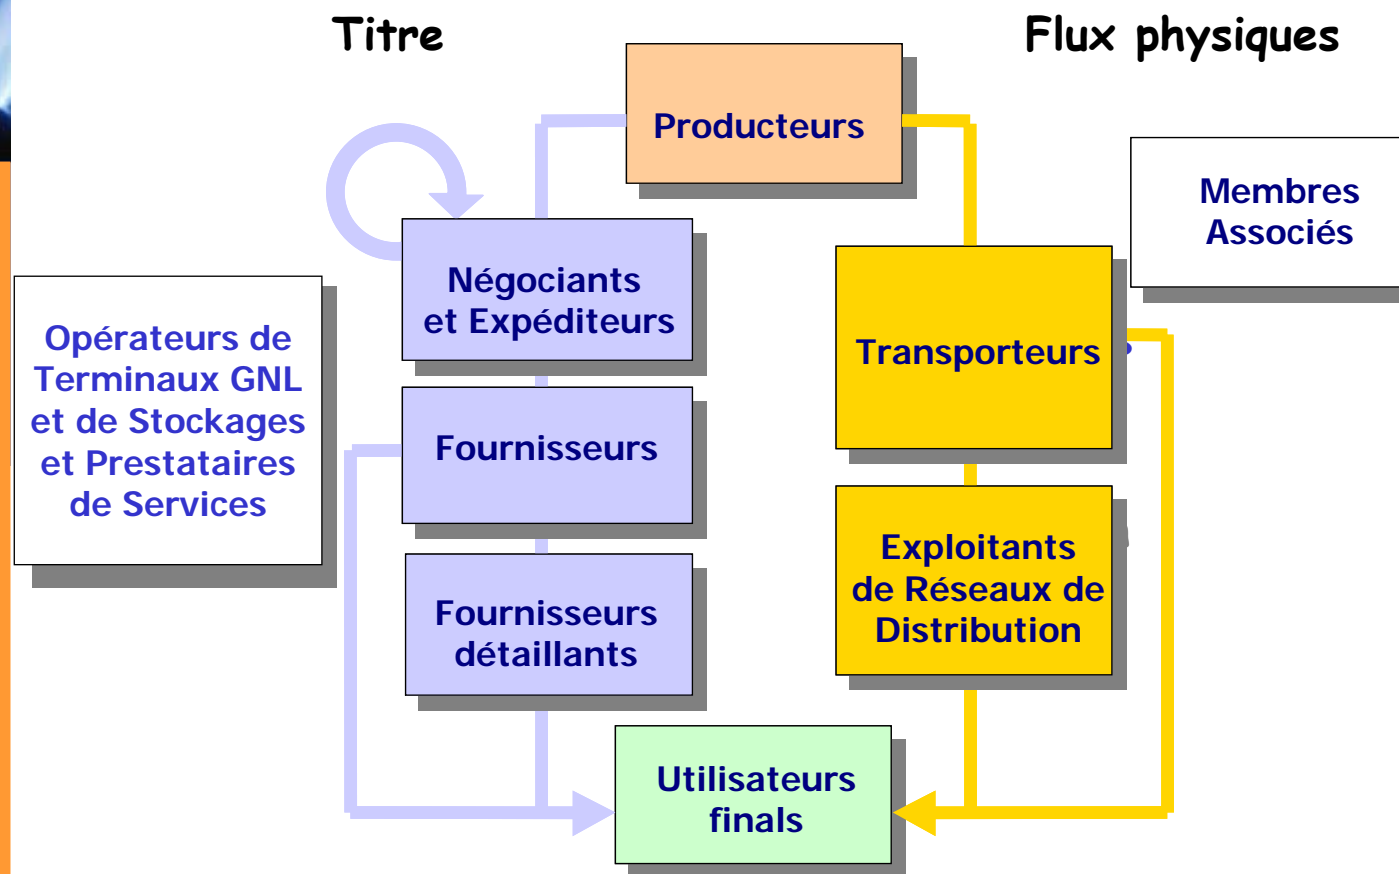 Titre
Flux physiques
Producteurs
Membres
Associés
Négociants
et Expéditeurs
Opérateurs de
Terminaux GNL
et de Stockages
et Prestataires
de Services
Transporteurs
Fournisseurs
Exploitants
de Réseaux de
Distribution
Fournisseurs
détaillants
Utilisateurs
finals